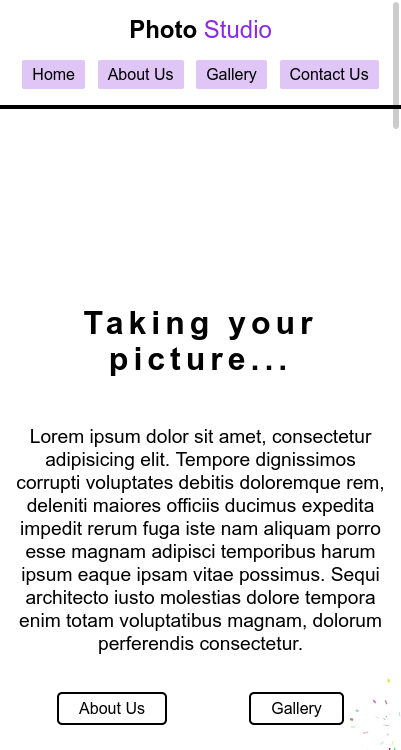 Photo Studio
Home About Us Gallery Contact Us
Taking your
picture...
Lorem ipsum dolor sit amet, consectetur
adipisicing elit. Tempore dignissimos
corrupti voluptates debitis doloremque rem,
deleniti maiores officiis ducimus expedita
impedit rerum fuga iste nam aliquam porro
esse magnam adipisci temporibus harum
ipsum eaque ipsam vitae possimus. Sequi
architecto iusto molestias dolore tempora
enim totam voluptatibus magnam, dolorum
perferendis consectetur.
About Us Gallery